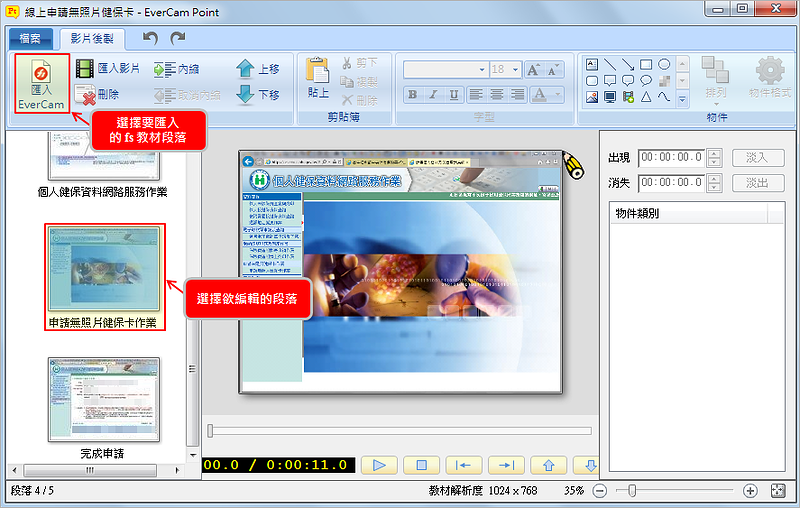 線上申請無照片健保卡 - EverCam Point
檔案
影片後製
匯入
EverCam
匯入影片
刪除
內縮
取消內縮
上移
下移
貼上
剪下
複製
刪除
剪貼簿
18
A A
B I U
A
字型
排列
物件樣式
物件
選擇要匯入
的 fs 教材段落
個人健保資料網路服務作業
申請無照片健保卡作業
選擇欲編輯的段落
完成申請
個人健保資料網路服務作業
出現 00:00:00.0 淡入
消失 00:00:00.0 淡出
物件類別
00.0 / 0:00:11.0
段落 4 / 5
教材解析度 1024 x 768
35%